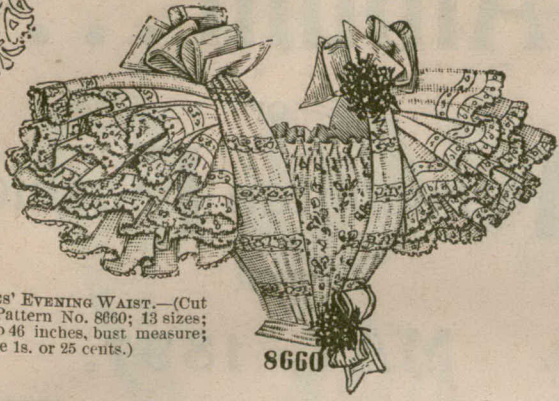 ES' EVENING WAIST.—(Cut
Pattern No. 8660; 13 sizes;
o 46 inches, bust measure;
e 1s. or 25 cents.)
8660